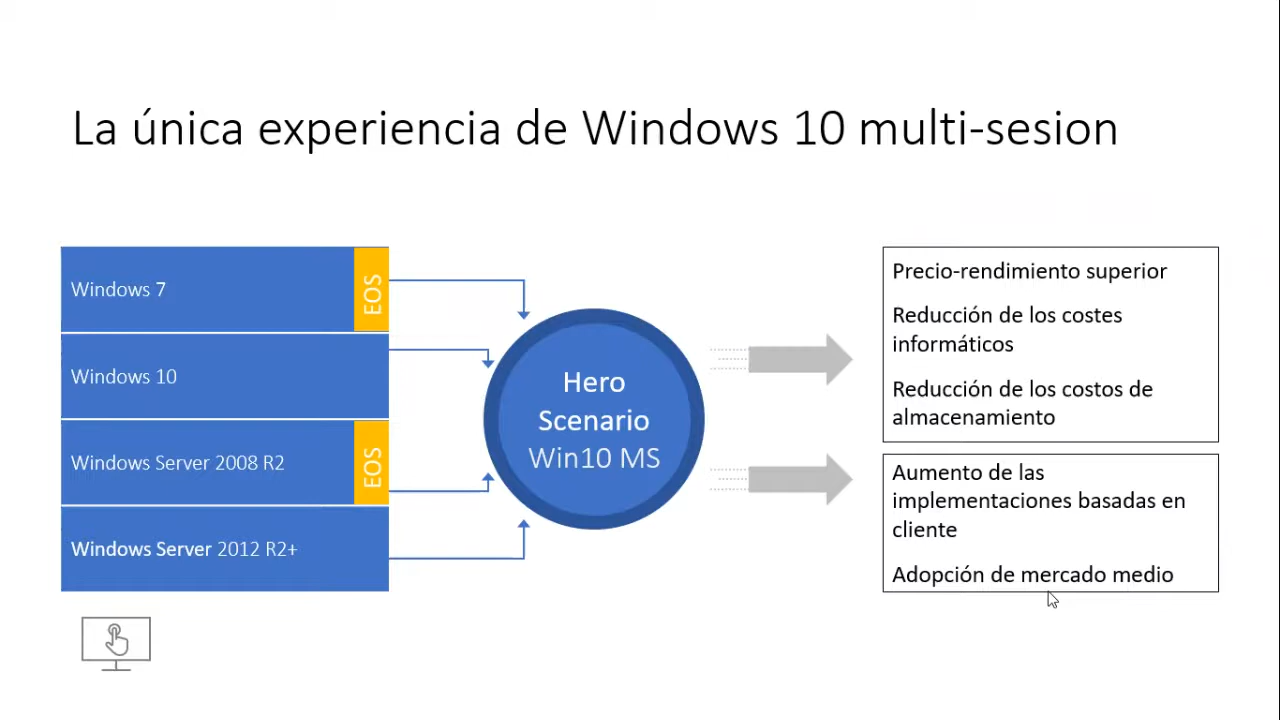 La única experiencia de Windows 10 multi-sesion
Windows 7
EOS
Windows 10
Windows Server 2008 R2
EOS
Windows Server 2012 R2+
Hero
Scenario
Win10 MS
Precio-rendimiento superior
Reducción de los costes
informáticos
Reducción de los costos de
almacenamiento
Aumento de las
implementaciones basadas en
cliente
Adopción de mercado medio